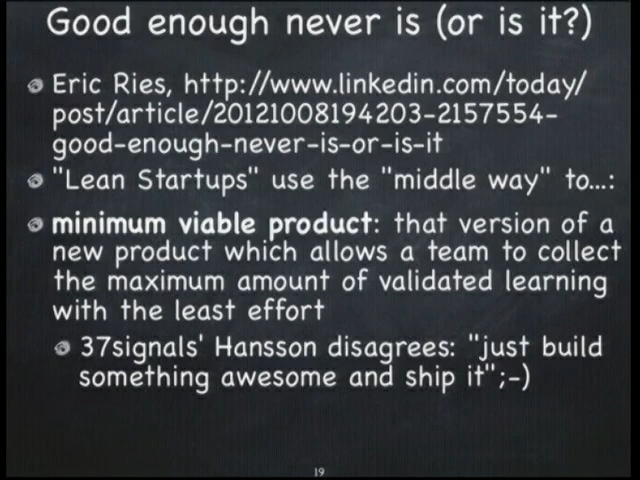 Good enough never is (or is it?)
Eric Ries, http://www.linkedin.com/today/
post/article/20121008194203-2157554-
good-enough-never-is-or-is-it
"Lean Startups" use the "middle way" to...:
minimum viable product: that version of a
new product which allows a team to collect
the maximum amount of validated learning
with the least effort
37signals' Hansson disagrees: "just build
something awesome and ship it";-)
19